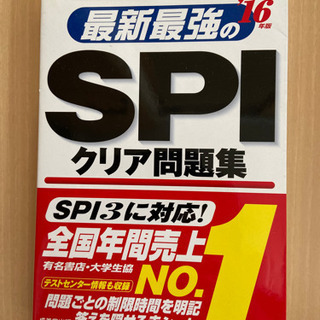 最新最強の
'16年版
SPI
クリア問題集
SPI3に対応!
全国年間売上
有名書店・大学生協
NO.1
テストセンター情報も収録
問題ごとの制限時間を明記